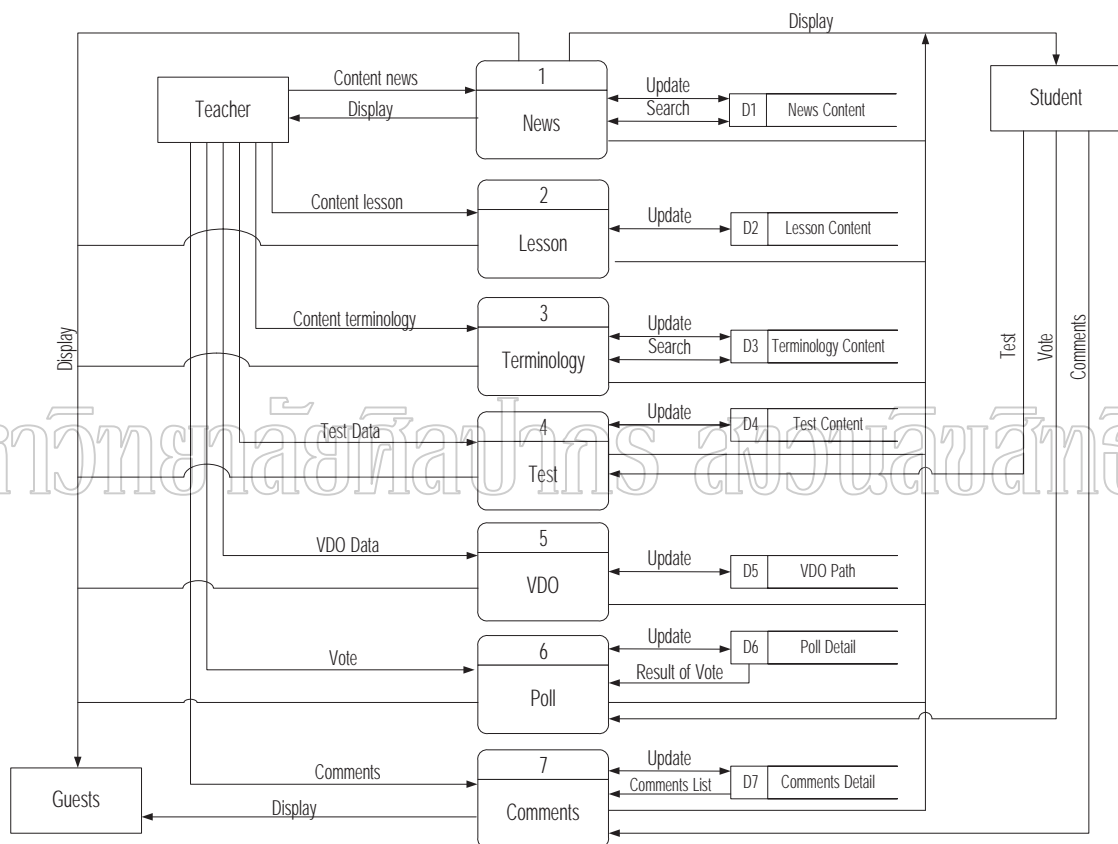 Display
1
News
Content news
Display
Teacher
Update
Search
D1 News Content
Student
2
Lesson
Content lesson
Update
D2 Lesson Content
3
Terminology
Content terminology
Update
Search
D3 Terminology Content
Display
Test
Vote
Comments
4
Test
Test Data
Update
D4 Test Content
5
VDO
VDO Data
Update
D5 VDO Path
6
Poll
Vote
Update
Result of Vote
D6 Poll Detail
7
Comments
Comments
Display
Update
Comments List
D7 Comments Detail
Guests